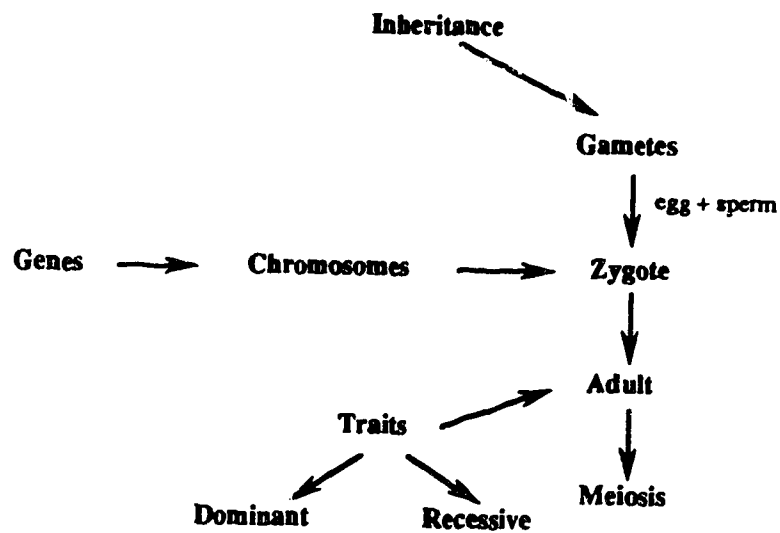 Inheritance
Gametes
egg + sperm
Genes
Chromosomes
Zygote
Adult
Traits
Meiosis
Dominant
Recessive